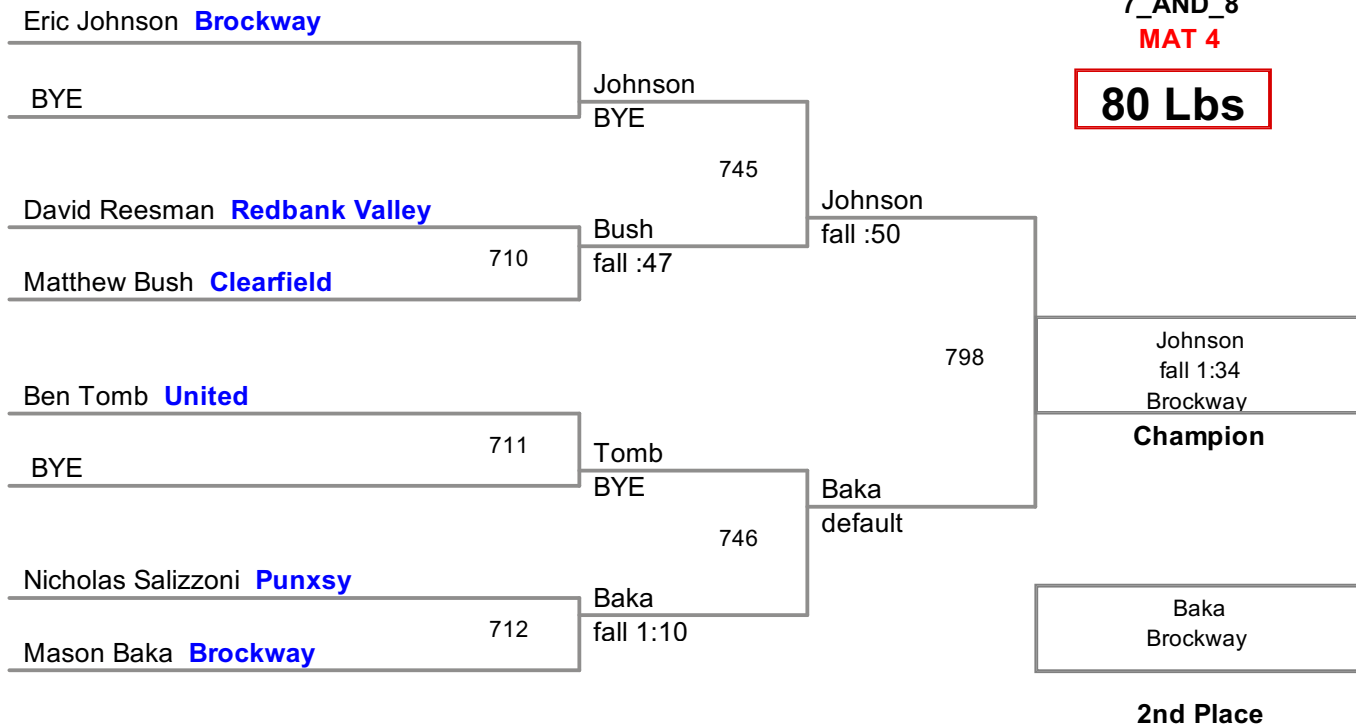 7_AND_8
MAT 4
80 Lbs
Eric Johnson Brockway
BYE
Johnson
BYE
745
David Reesman Redbank Valley
710
Matthew Bush Clearfield
Bush
fall :47
Johnson
fall :50
798
Johnson
fall 1:34
Brockway
Champion
Ben Tomb United
711
BYE
Tomb
BYE
746
Baka
default
Nicholas Salizzoni Punxsy
712
Mason Baka Brockway
Baka
fall 1:10
Baka
Brockway
2nd Place